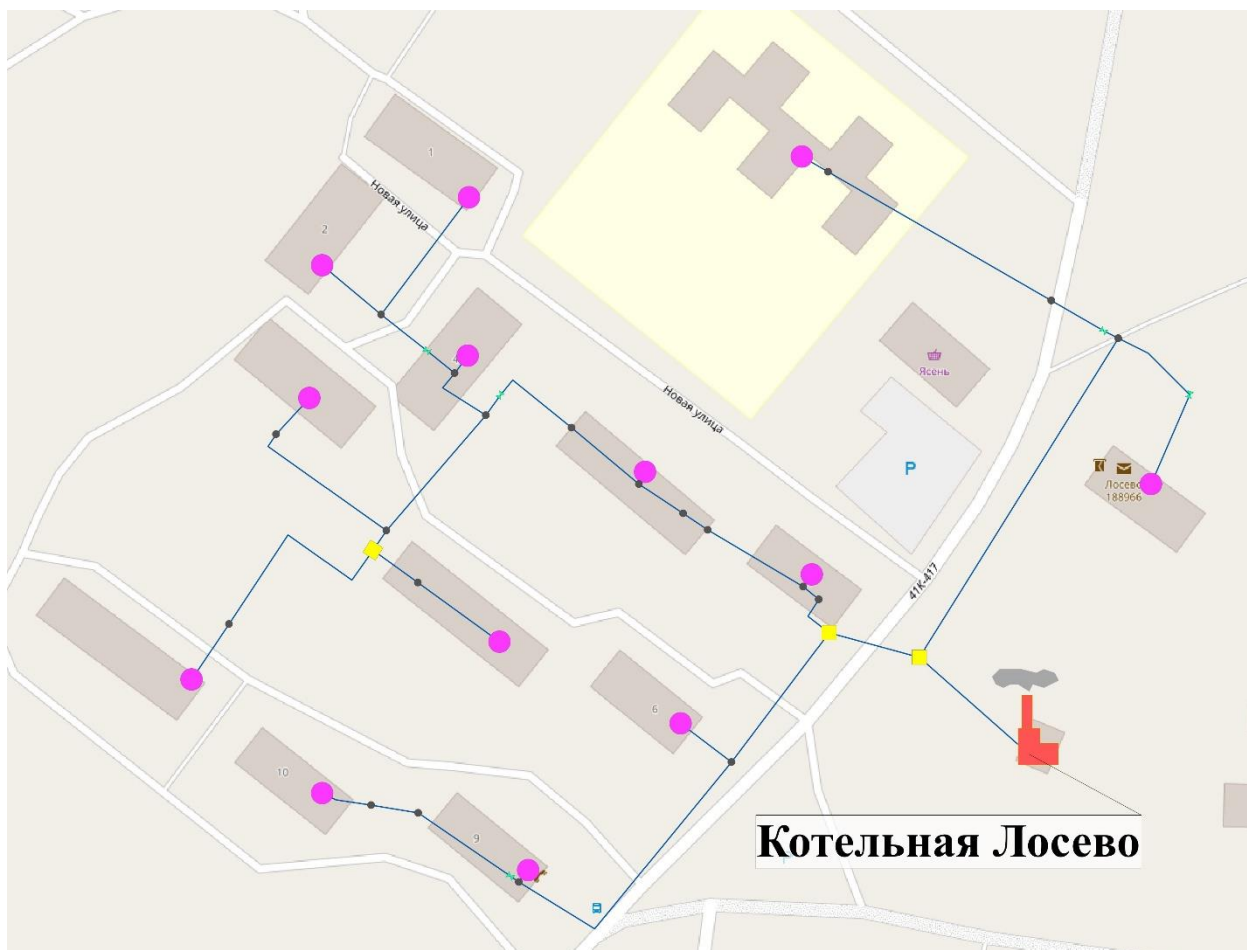 1
Новая улица
2
4
Ясень
Новая улица
Р
Лосево
188966
41К-417
6
10
9
Котельная Лосево